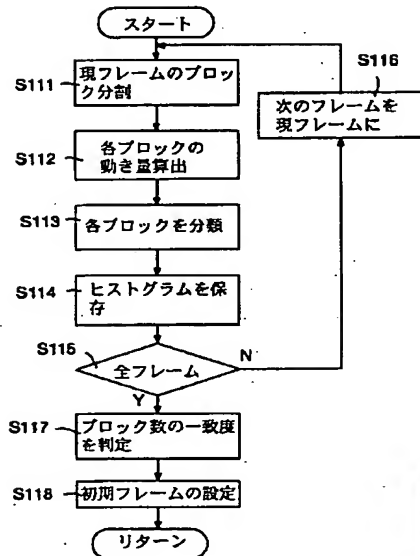 スタート
S111
現フレームのブロッ
ク分割
S116
次のフレームを
現フレームに
S112
各ブロックの
動き量算出
S113
各ブロックを分類
S114
ヒストグラムを保
存
S115
全フレーム
N
Y
S117
ブロック数の一致度
を判定
S118
初期フレームの設定
リターン